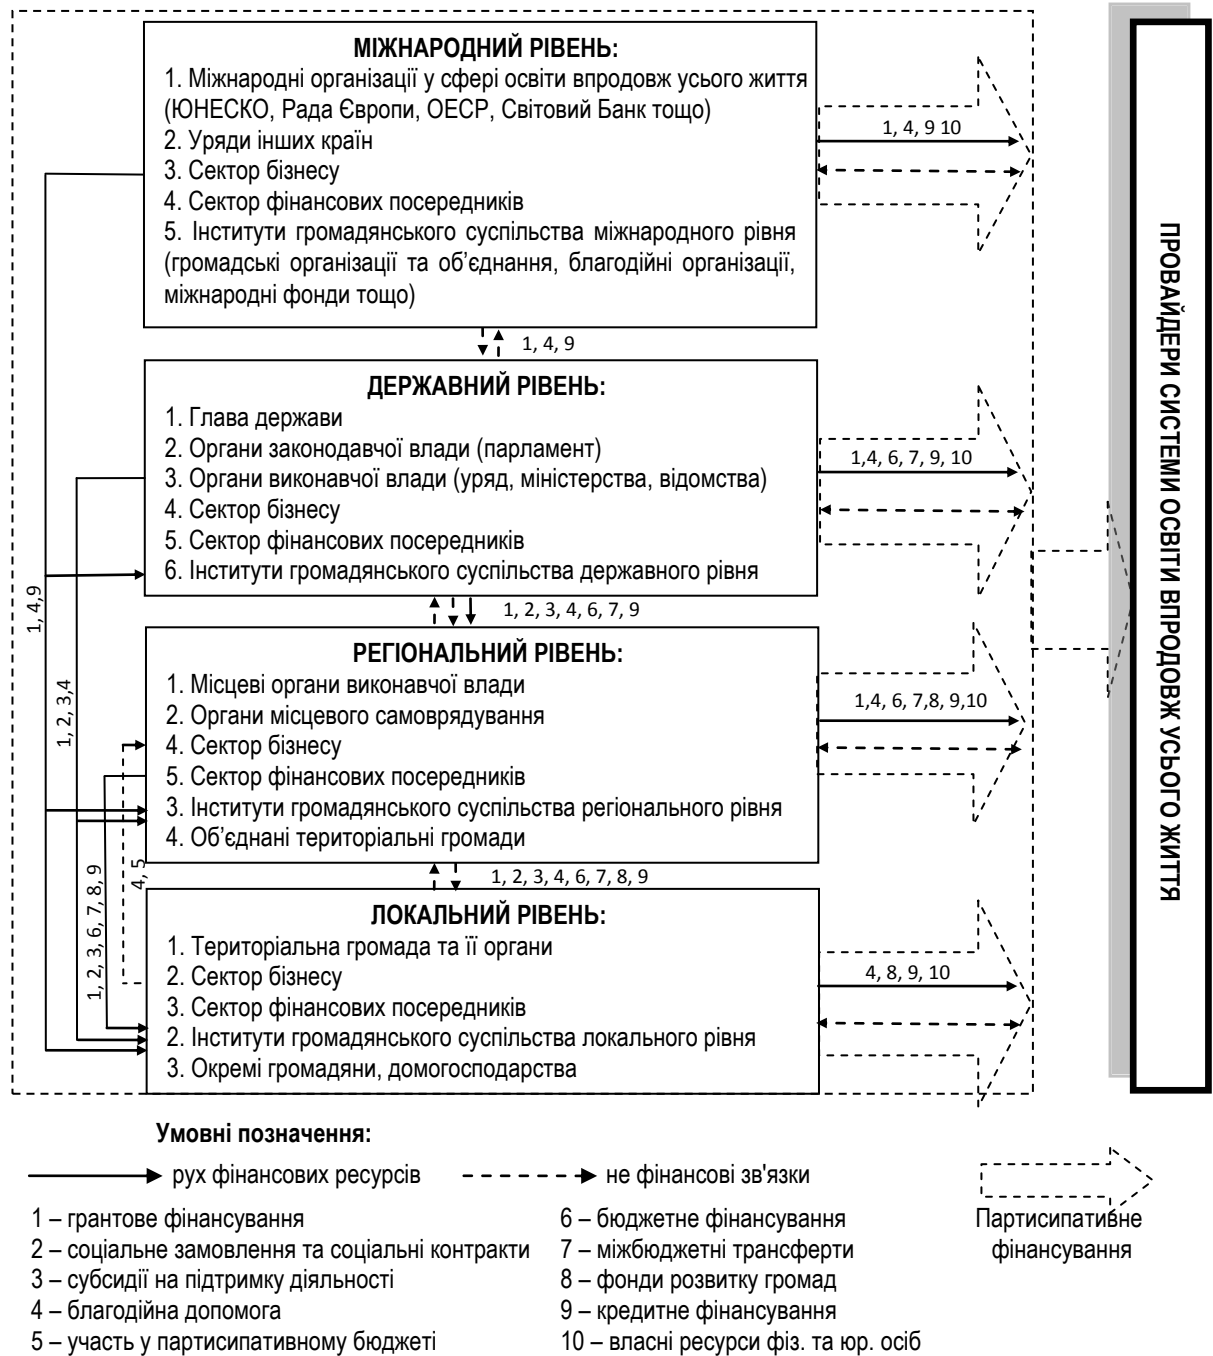 МІЖНАРОДНИЙ РІВЕНЬ:
1. Міжнародні організації у сфері освіти впродовж усього життя
(ЮНЕСКО, Рада Європи, ОЕСР, Світовий Банк тощо)
2. Уряди інших країн
3. Сектор бізнесу
4. Сектор фінансових посередників
5. Інститути громадянського суспільства міжнародного рівня
(громадські організації та об’єднання, благодійні організації,
міжнародні фонди тощо)
1, 4, 9 10
1, 4, 9
ДЕРЖАВНИЙ РІВЕНЬ:
1. Глава держави
2. Органи законодавчої влади (парламент)
3. Органи виконавчої влади (уряд, міністерства, відомства)
4. Сектор бізнесу
5. Сектор фінансових посередників
6. Інститути громадянського суспільства державного рівня
1,4, 6, 7, 9, 10
1, 2, 3, 4, 6, 7, 9
РЕГІОНАЛЬНИЙ РІВЕНЬ:
1. Місцеві органи виконавчої влади
2. Органи місцевого самоврядування
4. Сектор бізнесу
5. Сектор фінансових посередників
3. Інститути громадянського суспільства регіонального рівня
4. Об’єднані територіальні громади
1,4, 6, 7,8, 9,10
1, 2, 3, 4, 6, 7, 8, 9
ЛОКАЛЬНИЙ РІВЕНЬ:
1. Територіальна громада та її органи
2. Сектор бізнесу
3. Сектор фінансових посередників
2. Інститути громадянського суспільства локального рівня
3. Окремі громадяни, домогосподарства
4, 8, 9, 10
1, 4,9
1, 2, 3,4
1, 2, 3, 6, 7, 8, 9
4, 5
ПРОВАЙДЕРИ СИСТЕМИ ОСВІТИ ВПРОДОВЖ УСЬОГО ЖИТТЯ
Умовні позначення:
рух фінансових ресурсів
не фінансові зв'язки
Партисипативне
фінансування
1 – грантове фінансування
2 – соціальне замовлення та соціальні контракти
3 – субсидії на підтримку діяльності
4 – благодійна допомога
5 – участь у партисипативному бюджеті
6 – бюджетне фінансування
7 – міжбюджетні трансферти
8 – фонди розвитку громад
9 – кредитне фінансування
10 – власні ресурси фіз. та юр. осіб